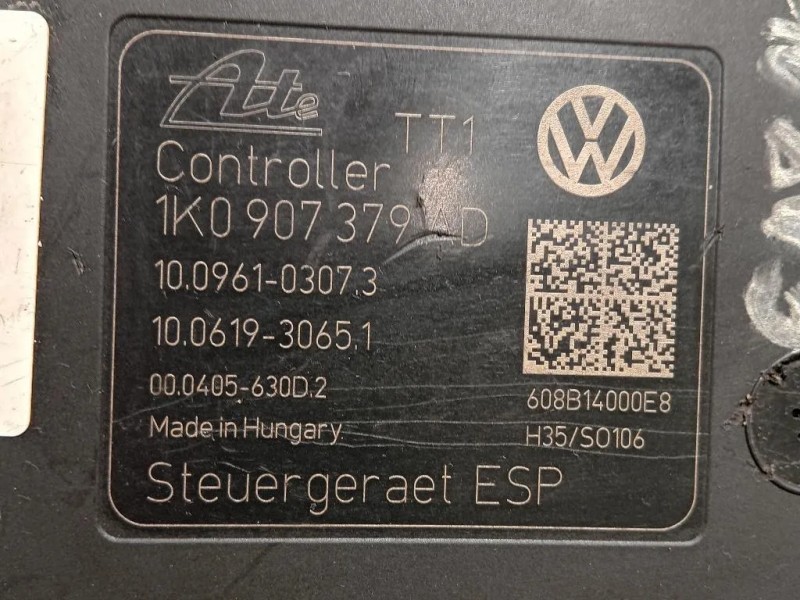 Ate
TT1
Controller
1K0 907 379 AD
10.0961-0307.3
10.0619-3065.1
00.0405-630D.2
608B14000E8
Made in Hungary
H35/SO106
Steuergeraet ESP